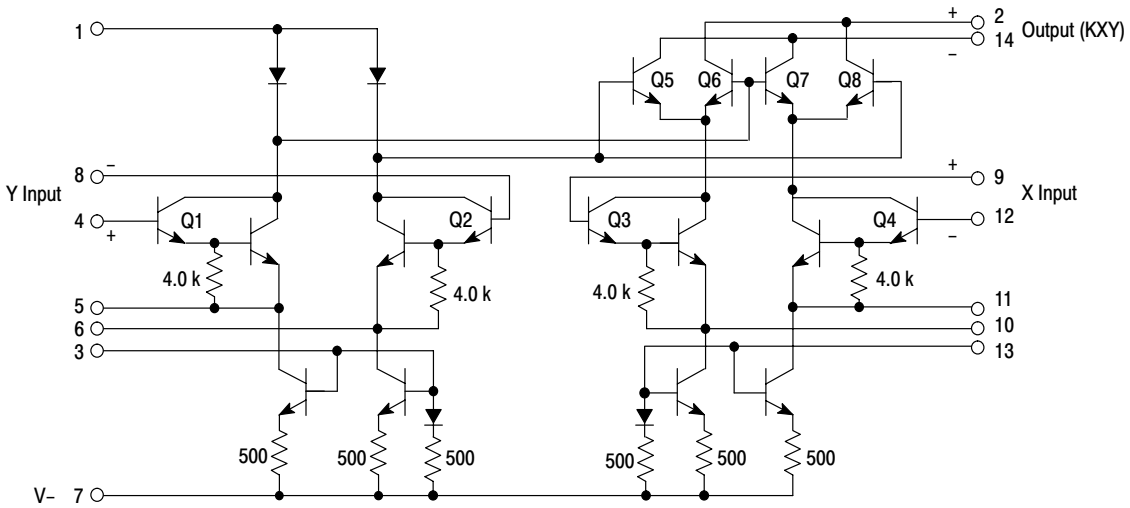 1
+ 2
14 Output (KXY)
−
Q5 Q6 Q7 Q8
8 −
Y Input
4
+
Q1 Q2 Q3 Q4
+
9
X Input
12
−
4.0 k 4.0 k 4.0 k 4.0 k
5
6
3
11
10
13
500 500 500 500 500 500
V− 7